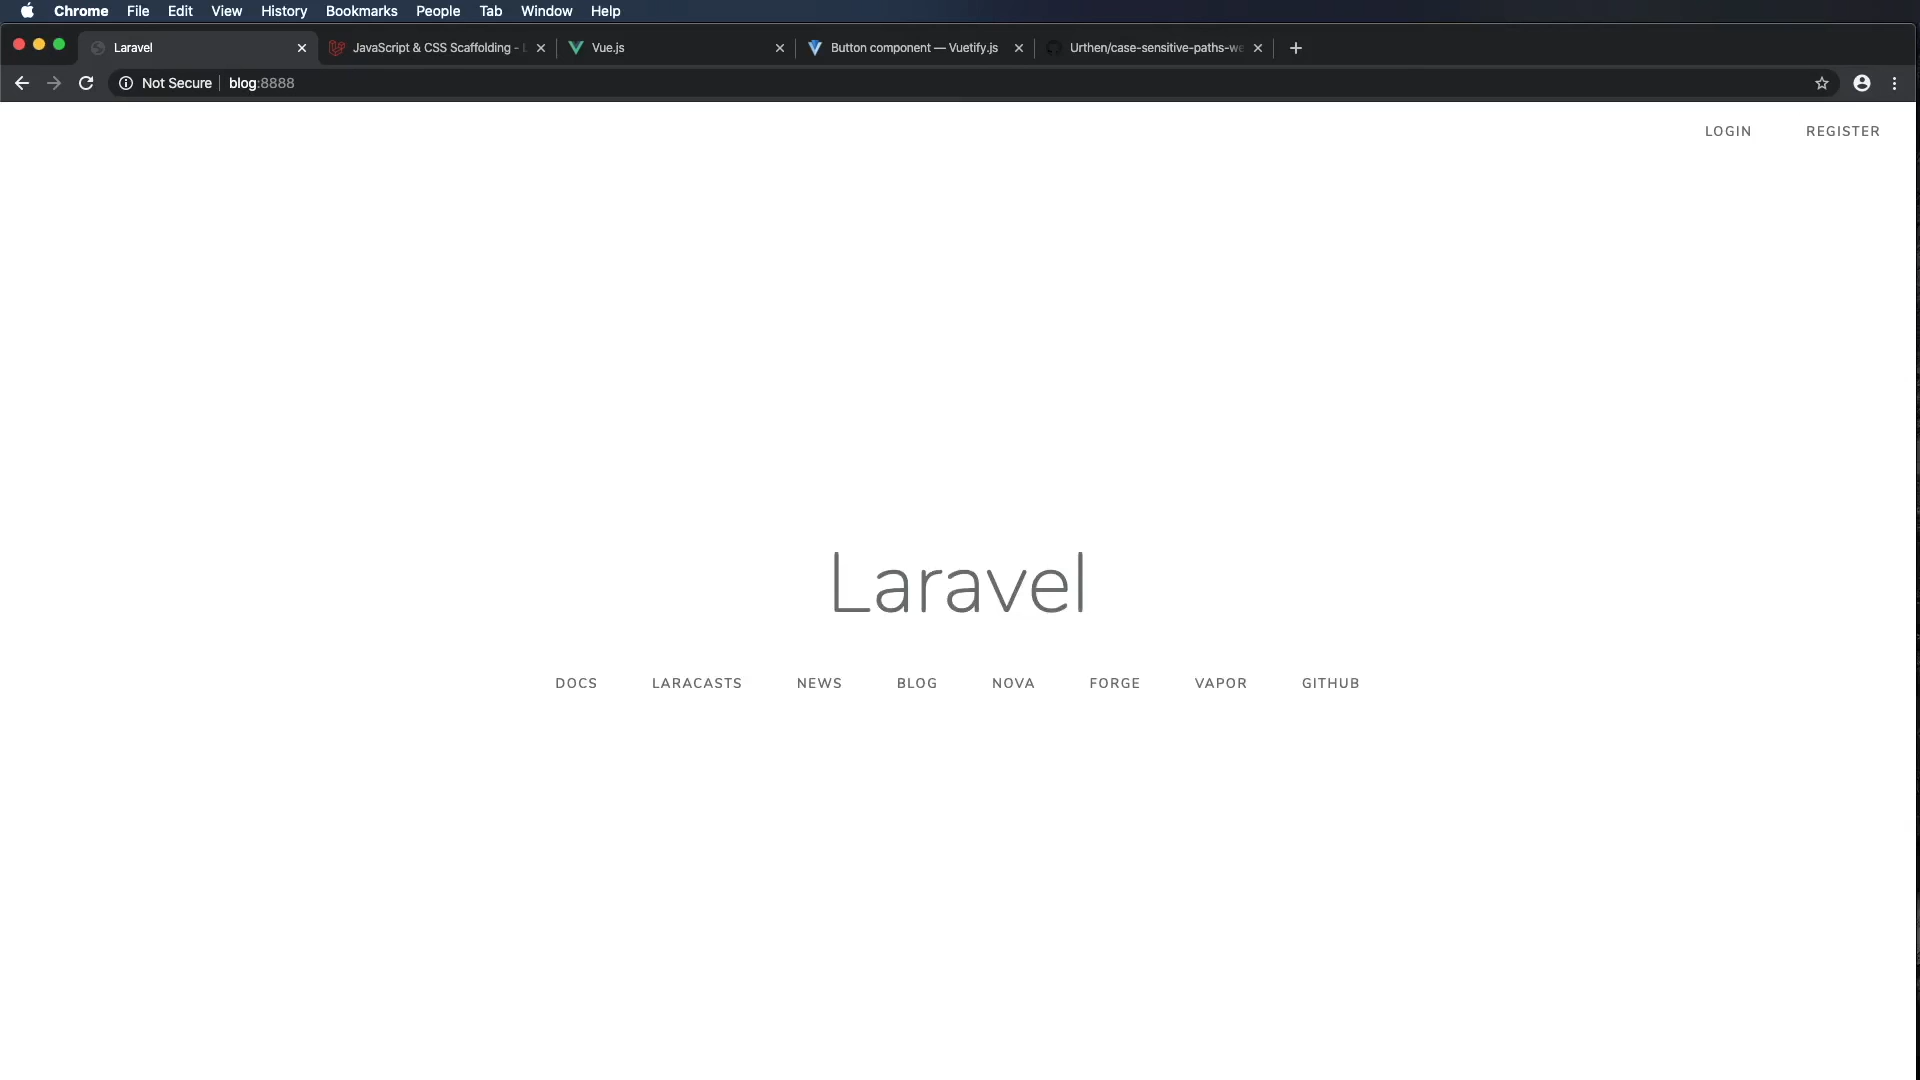 Chrome File Edit View History Bookmarks People Tab Window Help
Laravel JavaScript & CSS Scaffolding - Vue.js Button component — Vuetify.js Urthen/case-sensitive-paths-we
Not Secure blog:8888
LOGIN REGISTER
Laravel
DOCS LARACASTS NEWS BLOG NOVA FORGE VAPOR GITHUB